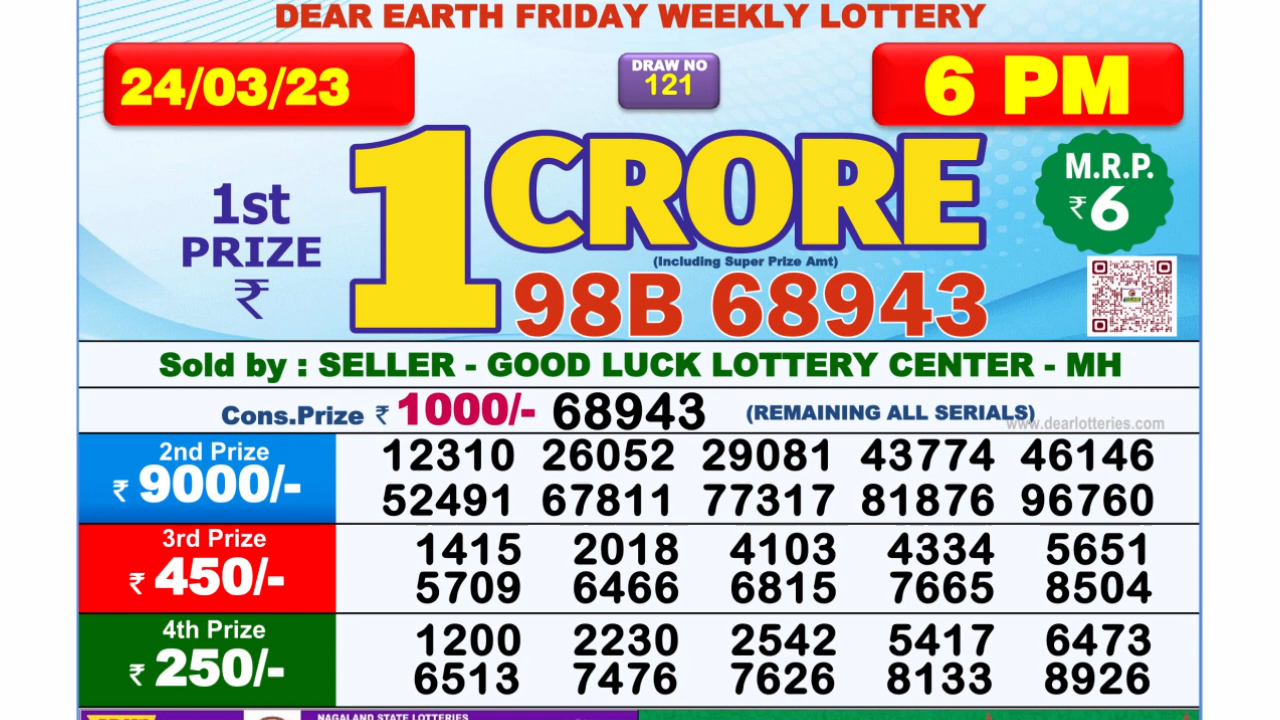 DEAR EARTH FRIDAY WEEKLY LOTTERY
24/03/23
DRAW NO
121
6 PM
1st
PRIZE
₹
1 CRORE
(Including Super Prize Amt)
98B 68943
M.R.P.
₹6
Sold by : SELLER - GOOD LUCK LOTTERY CENTER - MH
Cons.Prize ₹ 1000/- 68943 (REMAINING ALL SERIALS)
www.dearlotteries.com
2nd Prize
₹ 9000/-
12310 26052 29081 43774 46146
52491 67811 77317 81876 96760
3rd Prize
₹ 450/-
1415 2018 4103 4334 5651
5709 6466 6815 7665 8504
4th Prize
₹ 250/-
1200 2230 2542 5417 6473
6513 7476 7626 8133 8926
NAGALAND STATE LOTTERIES